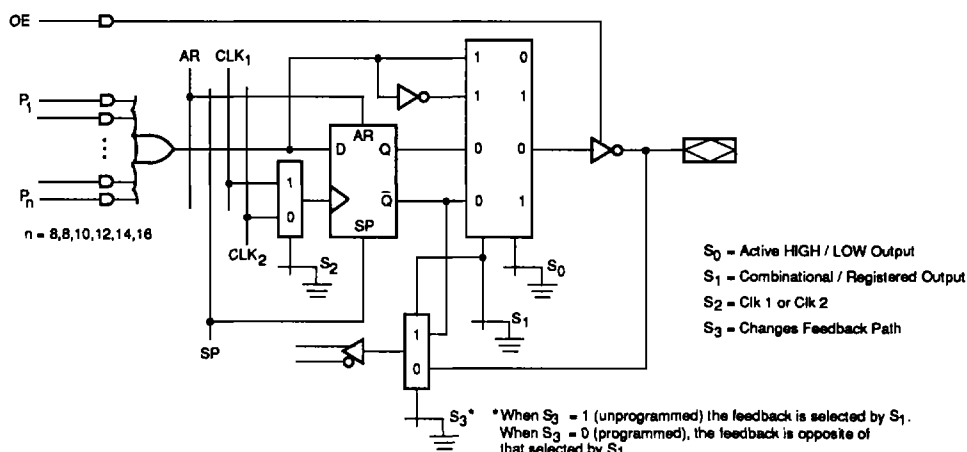 OE
AR CLK1
P1
Pn
n = 8,8,10,12,14,16
CLK2
SP
AR
D Q
Q̅
SP
1
0
S2
1 0
1 1
0 0
0 1
S0
S1
1
0
S3*
S0 = Active HIGH / LOW Output
S1 = Combinational / Registered Output
S2 = Clk 1 or Clk 2
S3 = Changes Feedback Path
*When S3 = 1 (unprogrammed) the feedback is selected by S1.
When S3 = 0 (programmed), the feedback is opposite of
that selected by S1